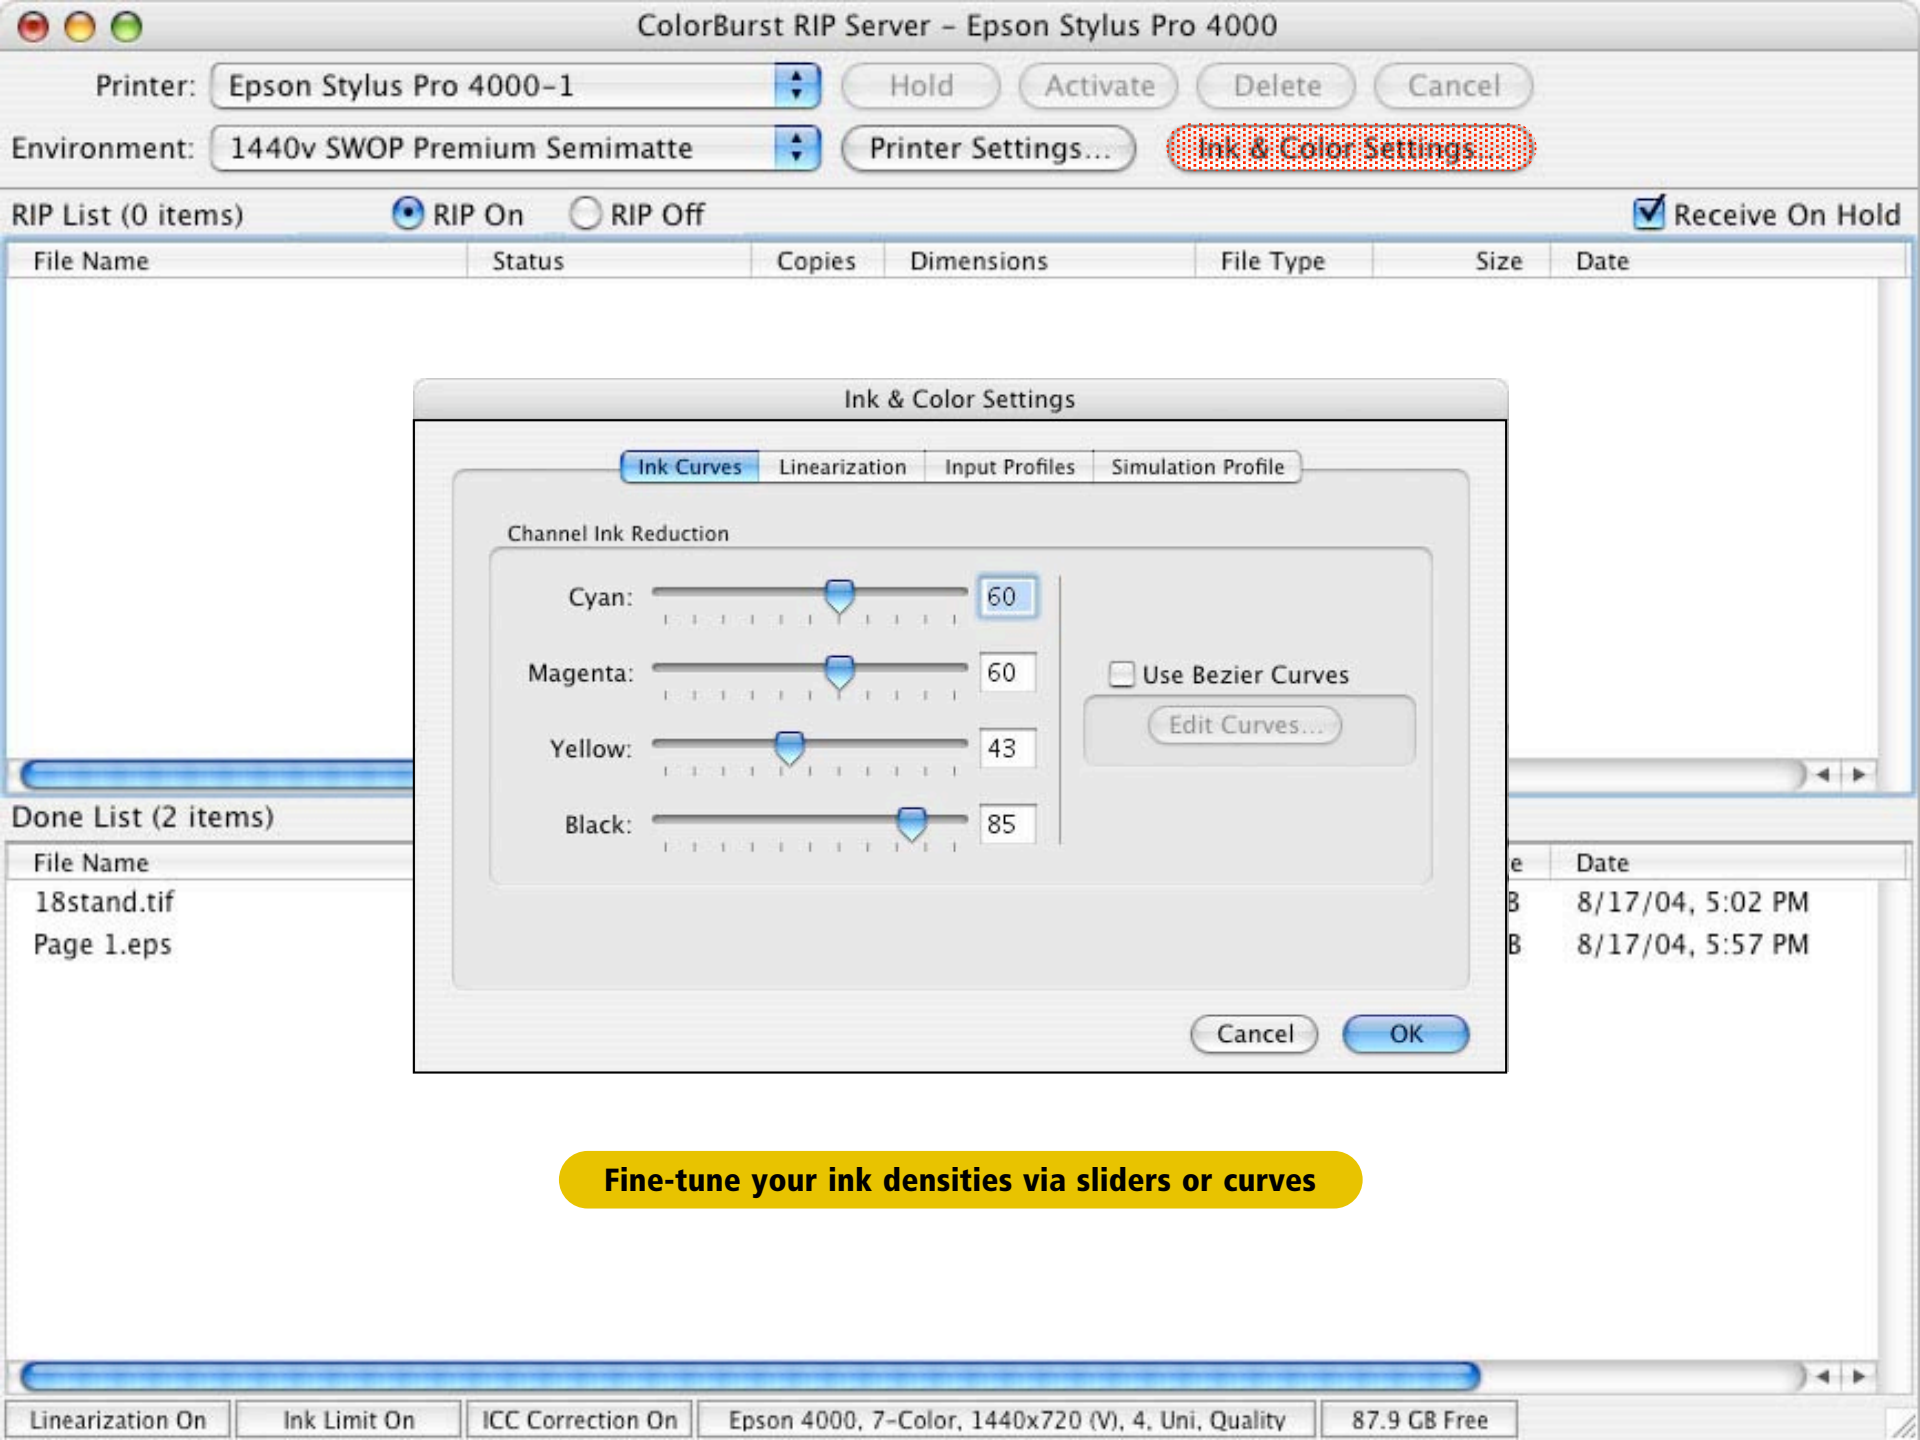 ColorBurst RIP Server – Epson Stylus Pro 4000
Printer: Epson Stylus Pro 4000-1 Hold Activate Delete Cancel
Environment: 1440v SWOP Premium Semimatte Printer Settings... Ink & Color Settings...
RIP List (0 items) RIP On RIP Off Receive On Hold
File Name Status Copies Dimensions File Type Size Date
Ink & Color Settings
Ink Curves Linearization Input Profiles Simulation Profile
Channel Ink Reduction
Cyan: 60
Magenta: 60
Use Bezier Curves
Edit Curves...
Yellow: 43
Black: 85
Cancel OK
Done List (2 items)
File Name e Date
18stand.tif B 8/17/04, 5:02 PM
Page 1.eps B 8/17/04, 5:57 PM
Fine-tune your ink densities via sliders or curves
Linearization On Ink Limit On ICC Correction On Epson 4000, 7-Color, 1440x720 (V), 4, Uni, Quality 87.9 GB Free